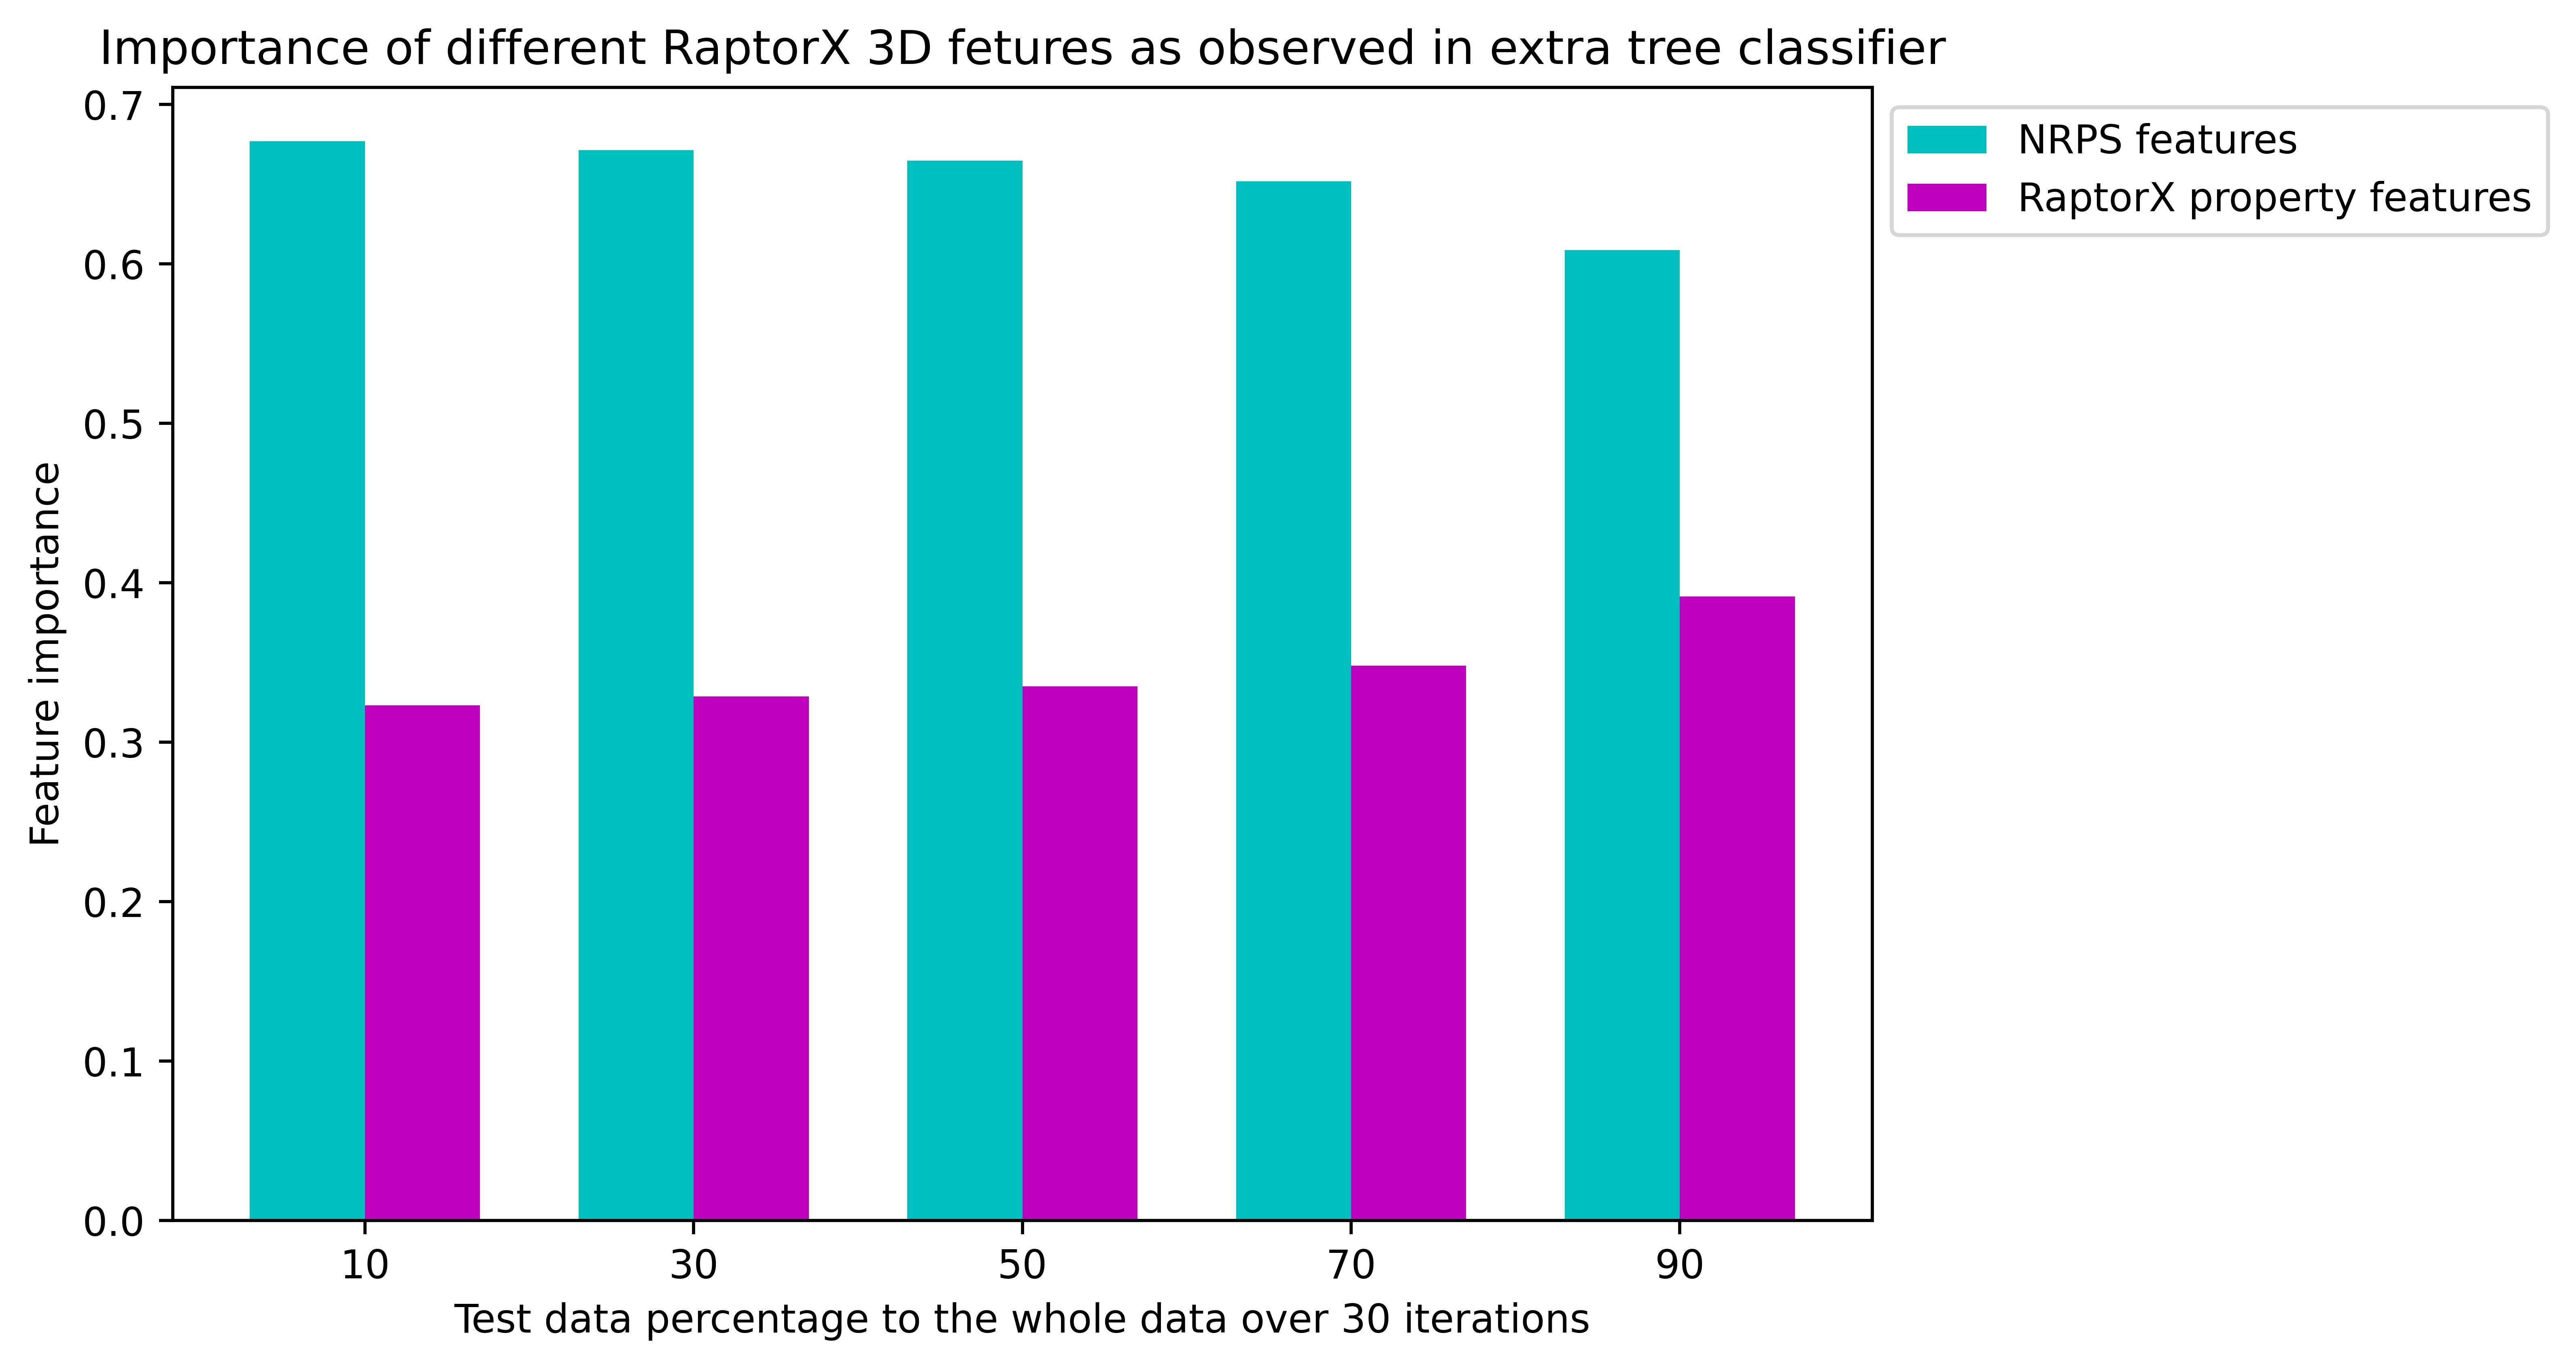 Importance of different RaptorX 3D fetures as observed in extra tree classifier
NRPS features
RaptorX property features
Feature importance
0.7
0.6
0.5
0.4
0.3
0.2
0.1
0.0
10 30 50 70 90
Test data percentage to the whole data over 30 iterations